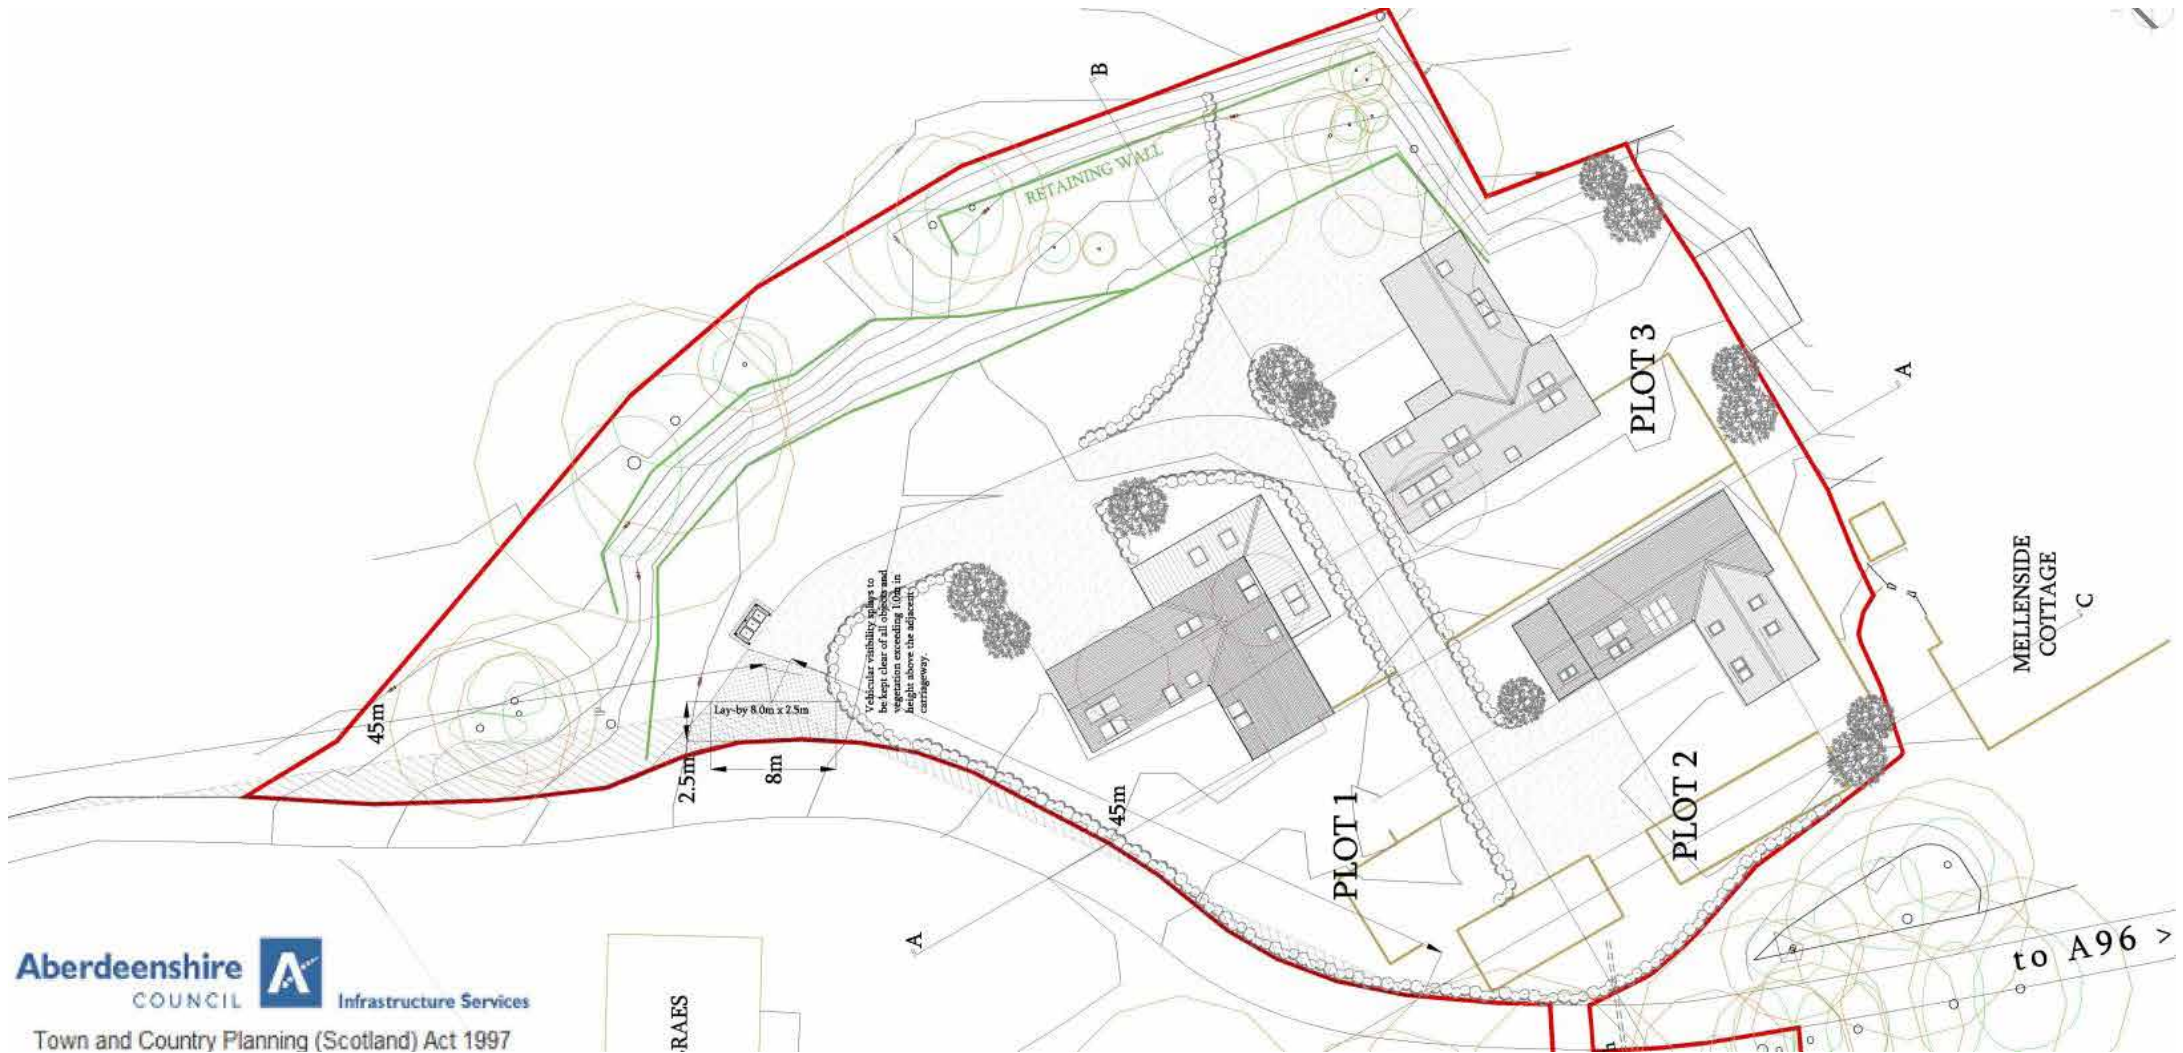 B
RETAINING WALL
PLOT 3
A
45m
Vehicular visibility splays to
be kept clear of all objects and
vegetation exceeding 1.0m in
height above the adjacent
carriageway.
Lay-by 8.0m x 2.5m
2.5m
8m
45m
MELLENSIDE
COTTAGE
C
PLOT 1
PLOT 2
A
to A96 >
Aberdeenshire
COUNCIL
Infrastructure Services
Town and Country Planning (Scotland) Act 1997
RAES